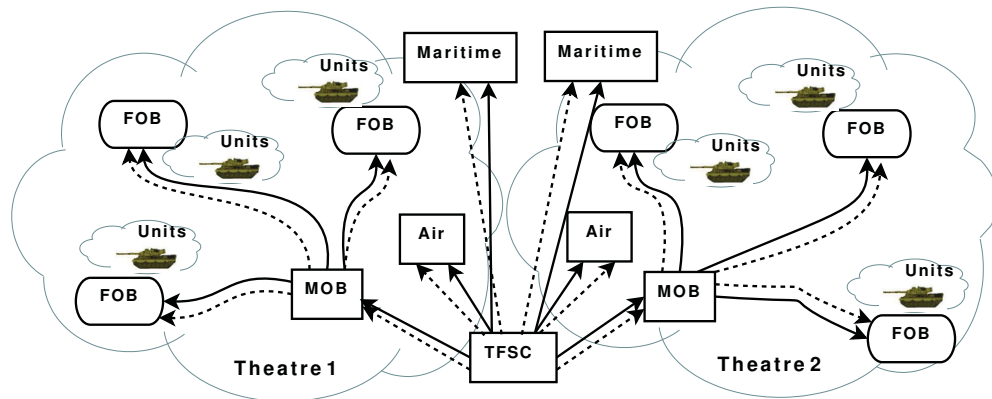 Maritime
Maritime
Units
Units
FOB
FOB
FOB
FOB
Units
Units
Units
Air
Air
Units
FOB
MOB
MOB
FOB
TFSC
Theatre 1
Theatre 2